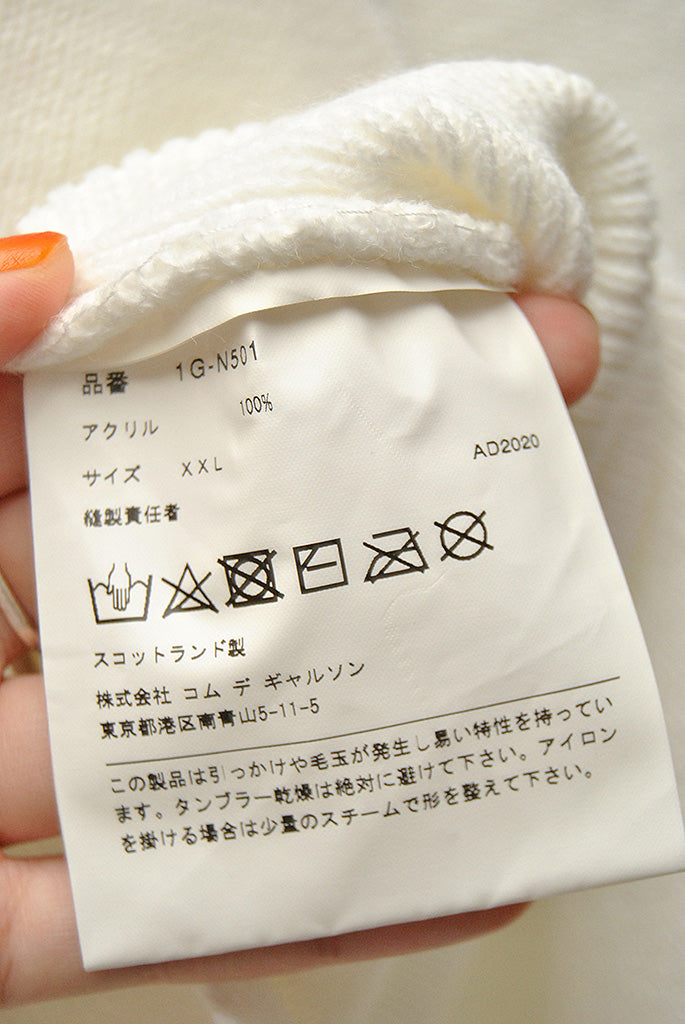 品番 1G-N501
アクリル 100%
サイズ XXL AD2020
縫製責任者
スコットランド製
株式会社 コム デ ギャルソン
東京都港区南青山5-11-5
この製品は引っかけや毛玉が発生し易い特性を持ってい
ます。タンブラー乾燥は絶対に避けて下さい。アイロン
を掛ける場合は少量のスチームで形を整えて下さい。